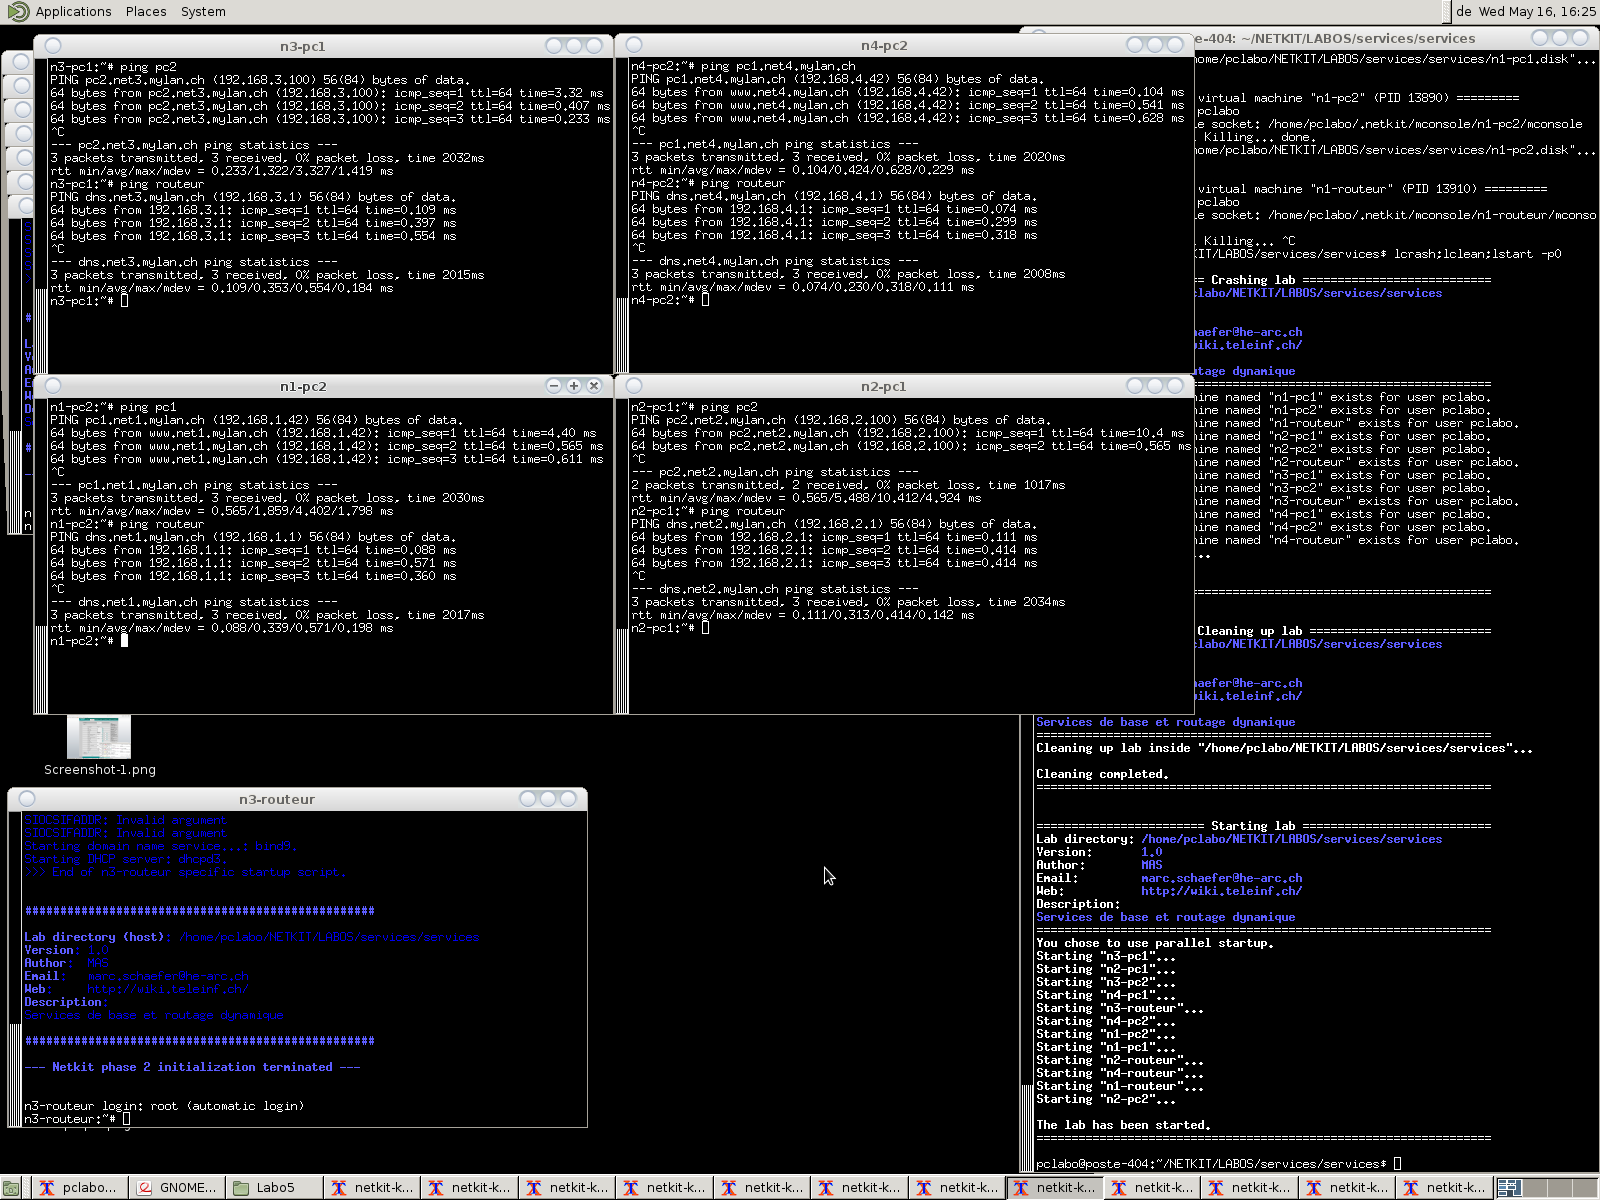 Applications Places System
de Wed May 16, 16:25
n3-pc1
n3-pc1:~# ping pc2
PING pc2.net3.mylan.ch (192.168.3.100) 56(84) bytes of data.
64 bytes from pc2.net3.mylan.ch (192.168.3.100): icmp_seq=1 ttl=64 time=3.32 ms
64 bytes from pc2.net3.mylan.ch (192.168.3.100): icmp_seq=2 ttl=64 time=0.407 ms
64 bytes from pc2.net3.mylan.ch (192.168.3.100): icmp_seq=3 ttl=64 time=0.233 ms
^C
--- pc2.net3.mylan.ch ping statistics ---
3 packets transmitted, 3 received, 0% packet loss, time 2032ms
rtt min/avg/max/mdev = 0.233/1.322/3.327/1.419 ms
n3-pc1:~# ping routeur
PING dns.net3.mylan.ch (192.168.3.1) 56(84) bytes of data.
64 bytes from 192.168.3.1: icmp_seq=1 ttl=64 time=0.109 ms
64 bytes from 192.168.3.1: icmp_seq=2 ttl=64 time=0.397 ms
64 bytes from 192.168.3.1: icmp_seq=3 ttl=64 time=0.554 ms
^C
--- dns.net3.mylan.ch ping statistics ---
3 packets transmitted, 3 received, 0% packet loss, time 2015ms
rtt min/avg/max/mdev = 0.109/0.353/0.554/0.184 ms
n3-pc1:~#
n4-pc2
n4-pc2:~# ping pc1.net4.mylan.ch
PING pc1.net4.mylan.ch (192.168.4.42) 56(84) bytes of data.
64 bytes from www.net4.mylan.ch (192.168.4.42): icmp_seq=1 ttl=64 time=0.104 ms
64 bytes from www.net4.mylan.ch (192.168.4.42): icmp_seq=2 ttl=64 time=0.541 ms
64 bytes from www.net4.mylan.ch (192.168.4.42): icmp_seq=3 ttl=64 time=0.628 ms
^C
--- pc1.net4.mylan.ch ping statistics ---
3 packets transmitted, 3 received, 0% packet loss, time 2020ms
rtt min/avg/max/mdev = 0.104/0.424/0.628/0.229 ms
n4-pc2:~# ping routeur
PING dns.net4.mylan.ch (192.168.4.1) 56(84) bytes of data.
64 bytes from 192.168.4.1: icmp_seq=1 ttl=64 time=0.074 ms
64 bytes from 192.168.4.1: icmp_seq=2 ttl=64 time=0.299 ms
64 bytes from 192.168.4.1: icmp_seq=3 ttl=64 time=0.318 ms
^C
--- dns.net4.mylan.ch ping statistics ---
3 packets transmitted, 3 received, 0% packet loss, time 2008ms
rtt min/avg/max/mdev = 0.074/0.230/0.318/0.111 ms
n4-pc2:~#
n1-pc2
n1-pc2:~# ping pc1
PING pc1.net1.mylan.ch (192.168.1.42) 56(84) bytes of data.
64 bytes from www.net1.mylan.ch (192.168.1.42): icmp_seq=1 ttl=64 time=4.40 ms
64 bytes from www.net1.mylan.ch (192.168.1.42): icmp_seq=2 ttl=64 time=0.565 ms
64 bytes from www.net1.mylan.ch (192.168.1.42): icmp_seq=3 ttl=64 time=0.611 ms
^C
--- pc1.net1.mylan.ch ping statistics ---
3 packets transmitted, 3 received, 0% packet loss, time 2030ms
rtt min/avg/max/mdev = 0.565/1.859/4.402/1.798 ms
n1-pc2:~# ping routeur
PING dns.net1.mylan.ch (192.168.1.1) 56(84) bytes of data.
64 bytes from 192.168.1.1: icmp_seq=1 ttl=64 time=0.088 ms
64 bytes from 192.168.1.1: icmp_seq=2 ttl=64 time=0.571 ms
64 bytes from 192.168.1.1: icmp_seq=3 ttl=64 time=0.360 ms
^C
--- dns.net1.mylan.ch ping statistics ---
3 packets transmitted, 3 received, 0% packet loss, time 2017ms
rtt min/avg/max/mdev = 0.088/0.339/0.571/0.198 ms
n1-pc2:~#
n2-pc1
n2-pc1:~# ping pc2
PING pc2.net2.mylan.ch (192.168.2.100) 56(84) bytes of data.
64 bytes from pc2.net2.mylan.ch (192.168.2.100): icmp_seq=1 ttl=64 time=10.4 ms
64 bytes from pc2.net2.mylan.ch (192.168.2.100): icmp_seq=2 ttl=64 time=0.565 ms
^C
--- pc2.net2.mylan.ch ping statistics ---
2 packets transmitted, 2 received, 0% packet loss, time 1017ms
rtt min/avg/max/mdev = 0.565/5.488/10.412/4.924 ms
n2-pc1:~# ping routeur
PING dns.net2.mylan.ch (192.168.2.1) 56(84) bytes of data.
64 bytes from 192.168.2.1: icmp_seq=1 ttl=64 time=0.111 ms
64 bytes from 192.168.2.1: icmp_seq=2 ttl=64 time=0.414 ms
64 bytes from 192.168.2.1: icmp_seq=3 ttl=64 time=0.414 ms
^C
--- dns.net2.mylan.ch ping statistics ---
3 packets transmitted, 3 received, 0% packet loss, time 2034ms
rtt min/avg/max/mdev = 0.111/0.313/0.414/0.142 ms
n2-pc1:~#
e-404: ~/NETKIT/LABOS/services/services
ome/pclabo/NETKIT/LABOS/services/services/n1-pc1.disk"...
virtual machine "n1-pc2" (PID 13890) =========
pclabo
e socket: /home/pclabo/.netkit/mconsole/n1-pc2/mconsole
Killing... done.
ome/pclabo/NETKIT/LABOS/services/services/n1-pc2.disk"...
virtual machine "n1-routeur" (PID 13910) =========
pclabo
e socket: /home/pclabo/.netkit/mconsole/n1-routeur/mconso
Killing... ^C
KIT/LABOS/services/services$ lcrash;lclean;lstart -p0
== Crashing lab ===========================
labo/NETKIT/LABOS/services/services
haefer@he-arc.ch
iki.teleinf.ch/
utage dynamique
==========================================
ine named "n1-pc1" exists for user pclabo.
ine named "n1-pc2" exists for user pclabo.
ine named "n1-routeur" exists for user pclabo.
ine named "n2-pc1" exists for user pclabo.
ine named "n2-pc2" exists for user pclabo.
ine named "n2-routeur" exists for user pclabo.
ine named "n3-pc1" exists for user pclabo.
ine named "n3-pc2" exists for user pclabo.
ine named "n3-routeur" exists for user pclabo.
ine named "n4-pc1" exists for user pclabo.
ine named "n4-pc2" exists for user pclabo.
ine named "n4-routeur" exists for user pclabo.
...
==========================================
Cleaning up lab ==========================
labo/NETKIT/LABOS/services/services
haefer@he-arc.ch
iki.teleinf.ch/
Services de base et routage dynamique
=================================================================
Cleaning up lab inside "/home/pclabo/NETKIT/LABOS/services/services"...
Cleaning completed.
=================================================================
======================== Starting lab ===========================
Lab directory: /home/pclabo/NETKIT/LABOS/services/services
Version: 1.0
Author: MAS
Email: marc.schaefer@he-arc.ch
Web: http://wiki.teleinf.ch/
Description:
Services de base et routage dynamique
=================================================================
You chose to use parallel startup.
Starting "n3-pc1"...
Starting "n2-pc1"...
Starting "n3-pc2"...
Starting "n4-pc1"...
Starting "n3-routeur"...
Starting "n4-pc2"...
Starting "n1-pc2"...
Starting "n1-pc1"...
Starting "n2-routeur"...
Starting "n4-routeur"...
Starting "n1-routeur"...
Starting "n2-pc2"...
The lab has been started.
=================================================================
pclabo@poste-404:~/NETKIT/LABOS/services/services$
Screenshot-1.png
n3-routeur
SIOCSIFADDR: Invalid argument
SIOCSIFADDR: Invalid argument
Starting domain name service...: bind9.
Starting DHCP server: dhcpd3.
>>> End of n3-routeur specific startup script.
##################################################
Lab directory (host): /home/pclabo/NETKIT/LABOS/services/services
Version: 1.0
Author: MAS
Email: marc.schaefer@he-arc.ch
Web: http://wiki.teleinf.ch/
Description:
Services de base et routage dynamique
##################################################
--- Netkit phase 2 initialization terminated ---
n3-routeur login: root (automatic login)
n3-routeur:~#
pclabo... GNOME... Labo5 netkit-k... netkit-k... netkit-k... netkit-k... netkit-k... netkit-k... netkit-k... netkit-k... netkit-k... netkit-k... netkit-k... netkit-k...